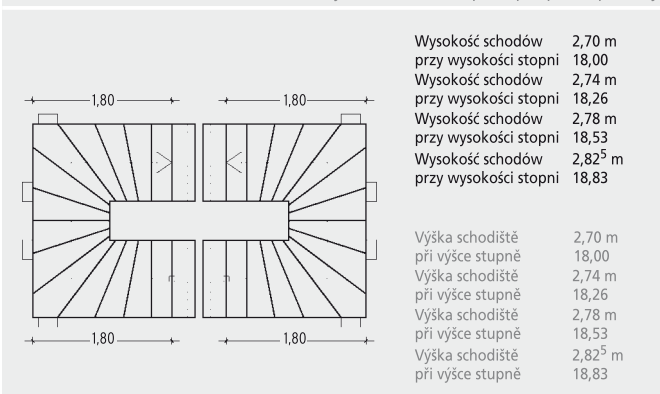 1,80
1,80
1,80
1,80
Wysokość schodów 2,70 m
przy wysokości stopni 18,00
Wysokość schodów 2,74 m
przy wysokości stopni 18,26
Wysokość schodów 2,78 m
przy wysokości stopni 18,53
Wysokość schodów 2,82⁵ m
przy wysokości stopni 18,83
Výška schodiště 2,70 m
při výšce stupně 18,00
Výška schodiště 2,74 m
při výšce stupně 18,26
Výška schodiště 2,78 m
při výšce stupně 18,53
Výška schodiště 2,82⁵ m
při výšce stupně 18,83